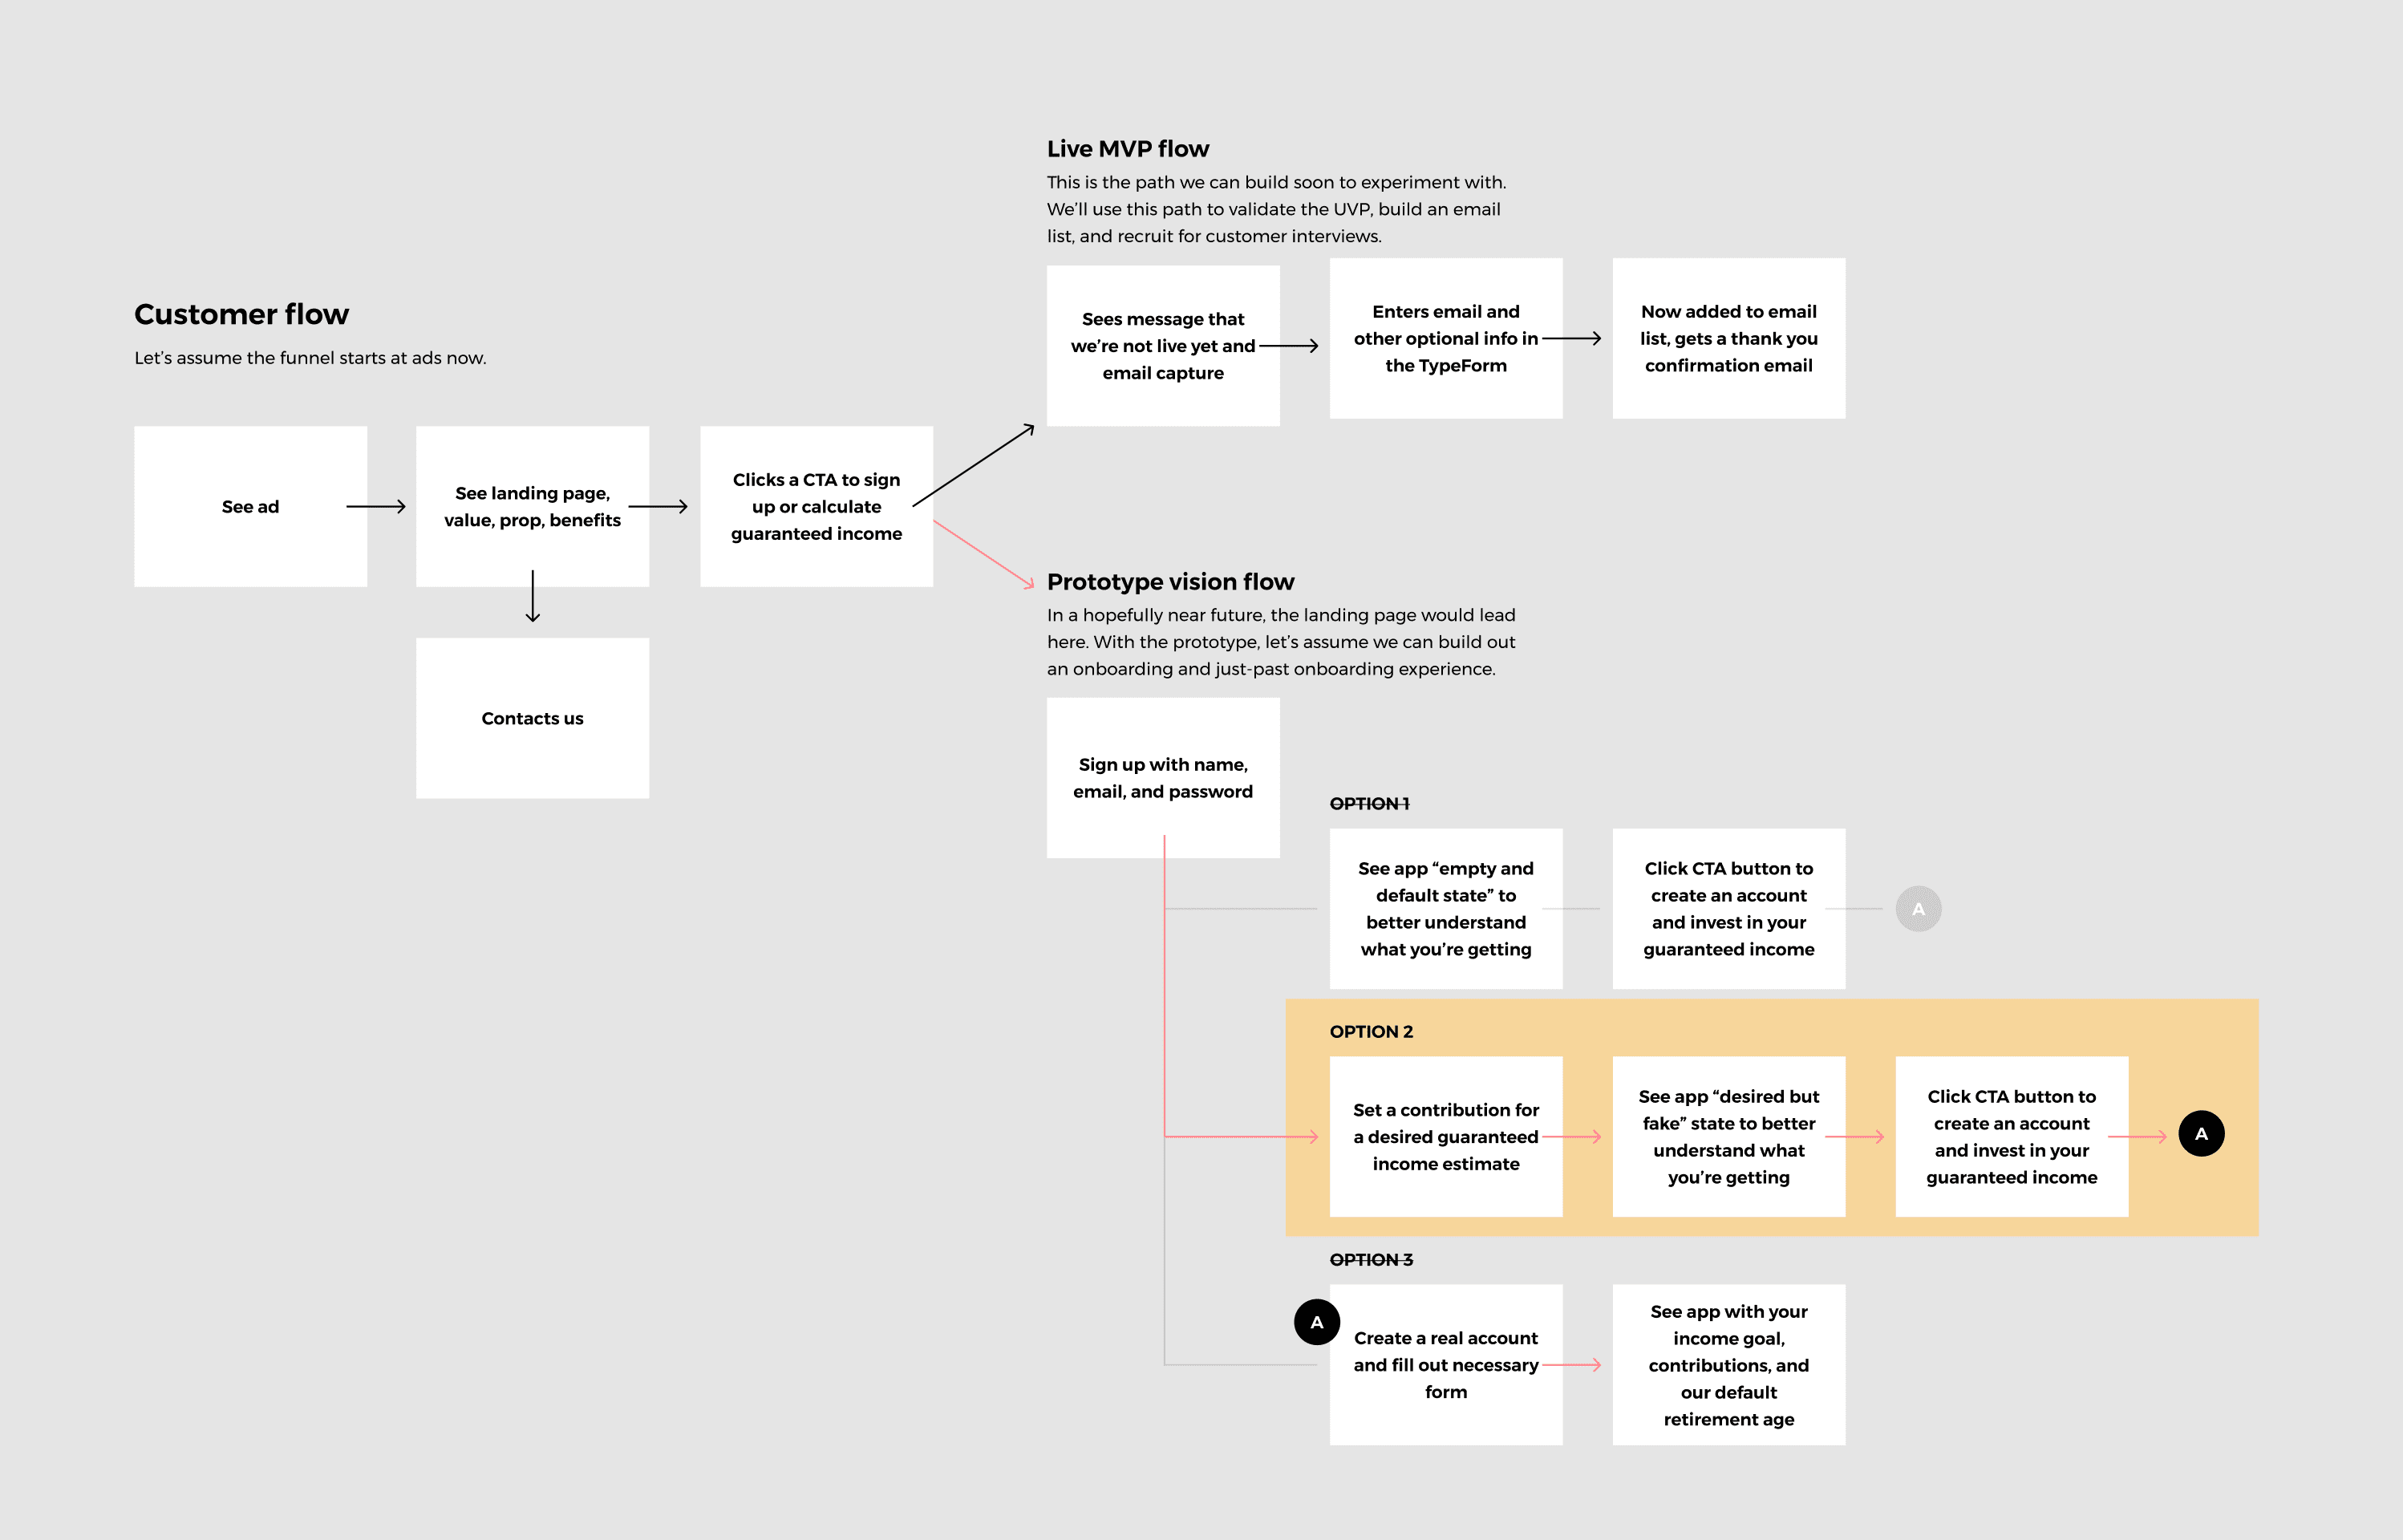 Customer flow
Let’s assume the funnel starts at ads now.
See ad
See landing page,
value, prop, benefits
Contacts us
Clicks a CTA to sign
up or calculate
guaranteed income
Live MVP flow
This is the path we can build soon to experiment with.
We’ll use this path to validate the UVP, build an email
list, and recruit for customer interviews.
Sees message that
we’re not live yet and
email capture
Enters email and
other optional info in
the TypeForm
Now added to email
list, gets a thank you
confirmation email
Prototype vision flow
In a hopefully near future, the landing page would lead
here. With the prototype, let’s assume we can build out
an onboarding and just-past onboarding experience.
Sign up with name,
email, and password
OPTION 1
See app “empty and
default state” to
better understand
what you’re getting
Click CTA button to
create an account
and invest in your
guaranteed income
A
OPTION 2
Set a contribution for
a desired guaranteed
income estimate
See app “desired but
fake” state to better
understand what
you’re getting
Click CTA button to
create an account
and invest in your
guaranteed income
A
OPTION 3
A
Create a real account
and fill out necessary
form
See app with your
income goal,
contributions, and
our default
retirement age